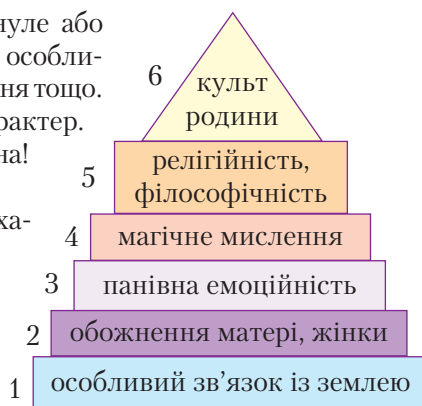 нуле або
особли-
ня тощо.
рактер.
на!
ха-
6
культ
родини
5
релігійність,
філософічність
4 магічне мислення
3 панівна емоційність
2 обожнення матері, жінки
1 особливий зв’язок із землею